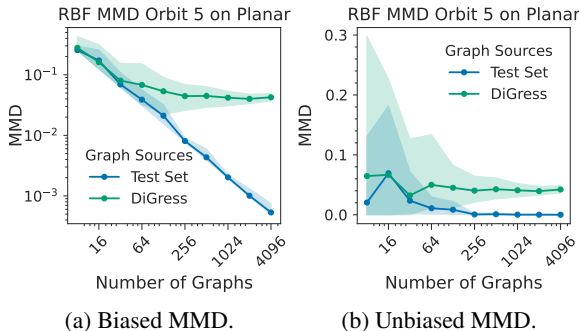 RBF MMD Orbit 5 on Planar
MMD
10⁻¹
10⁻²
10⁻³
Graph Sources
Test Set
DiGress
16
64
256
1024
4096
Number of Graphs
(a) Biased MMD.
RBF MMD Orbit 5 on Planar
MMD
0.3
0.2
0.1
0.0
Graph Sources
Test Set
DiGress
16
64
256
1024
4096
Number of Graphs
(b) Unbiased MMD.